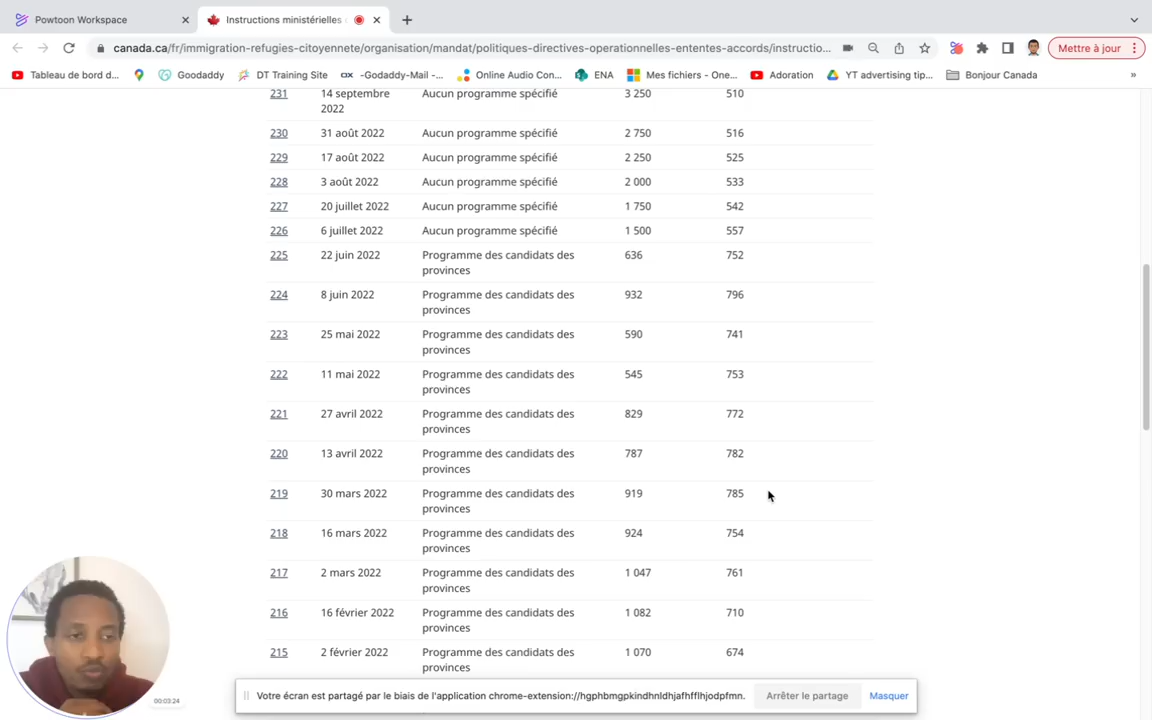 Powtoon Workspace
Instructions ministérielles
canada.ca/fr/immigration-refugies-citoyennete/organisation/mandat/politiques-directives-operationnelles-ententes-accords/instructio...
Mettre à jour
Tableau de bord d...
Goodaddy
DT Training Site
-Godaddy-Mail -...
Online Audio Con...
ENA
Mes fichiers - One...
Adoration
YT advertising tip...
Bonjour Canada
»
231 14 septembre 2022 Aucun programme spécifié 3 250 510
230 31 août 2022 Aucun programme spécifié 2 750 516
229 17 août 2022 Aucun programme spécifié 2 250 525
228 3 août 2022 Aucun programme spécifié 2 000 533
227 20 juillet 2022 Aucun programme spécifié 1 750 542
226 6 juillet 2022 Aucun programme spécifié 1 500 557
225 22 juin 2022 Programme des candidats des provinces 636 752
224 8 juin 2022 Programme des candidats des provinces 932 796
223 25 mai 2022 Programme des candidats des provinces 590 741
222 11 mai 2022 Programme des candidats des provinces 545 753
221 27 avril 2022 Programme des candidats des provinces 829 772
220 13 avril 2022 Programme des candidats des provinces 787 782
219 30 mars 2022 Programme des candidats des provinces 919 785
218 16 mars 2022 Programme des candidats des provinces 924 754
217 2 mars 2022 Programme des candidats des provinces 1 047 761
216 16 février 2022 Programme des candidats des provinces 1 082 710
215 2 février 2022 Programme des candidats des provinces 1 070 674
Votre écran est partagé par le biais de l'application chrome-extension://hgphbmgpkindhnldhjafhfflhjodpfmn.
Arrêter le partage
Masquer
00:03:24